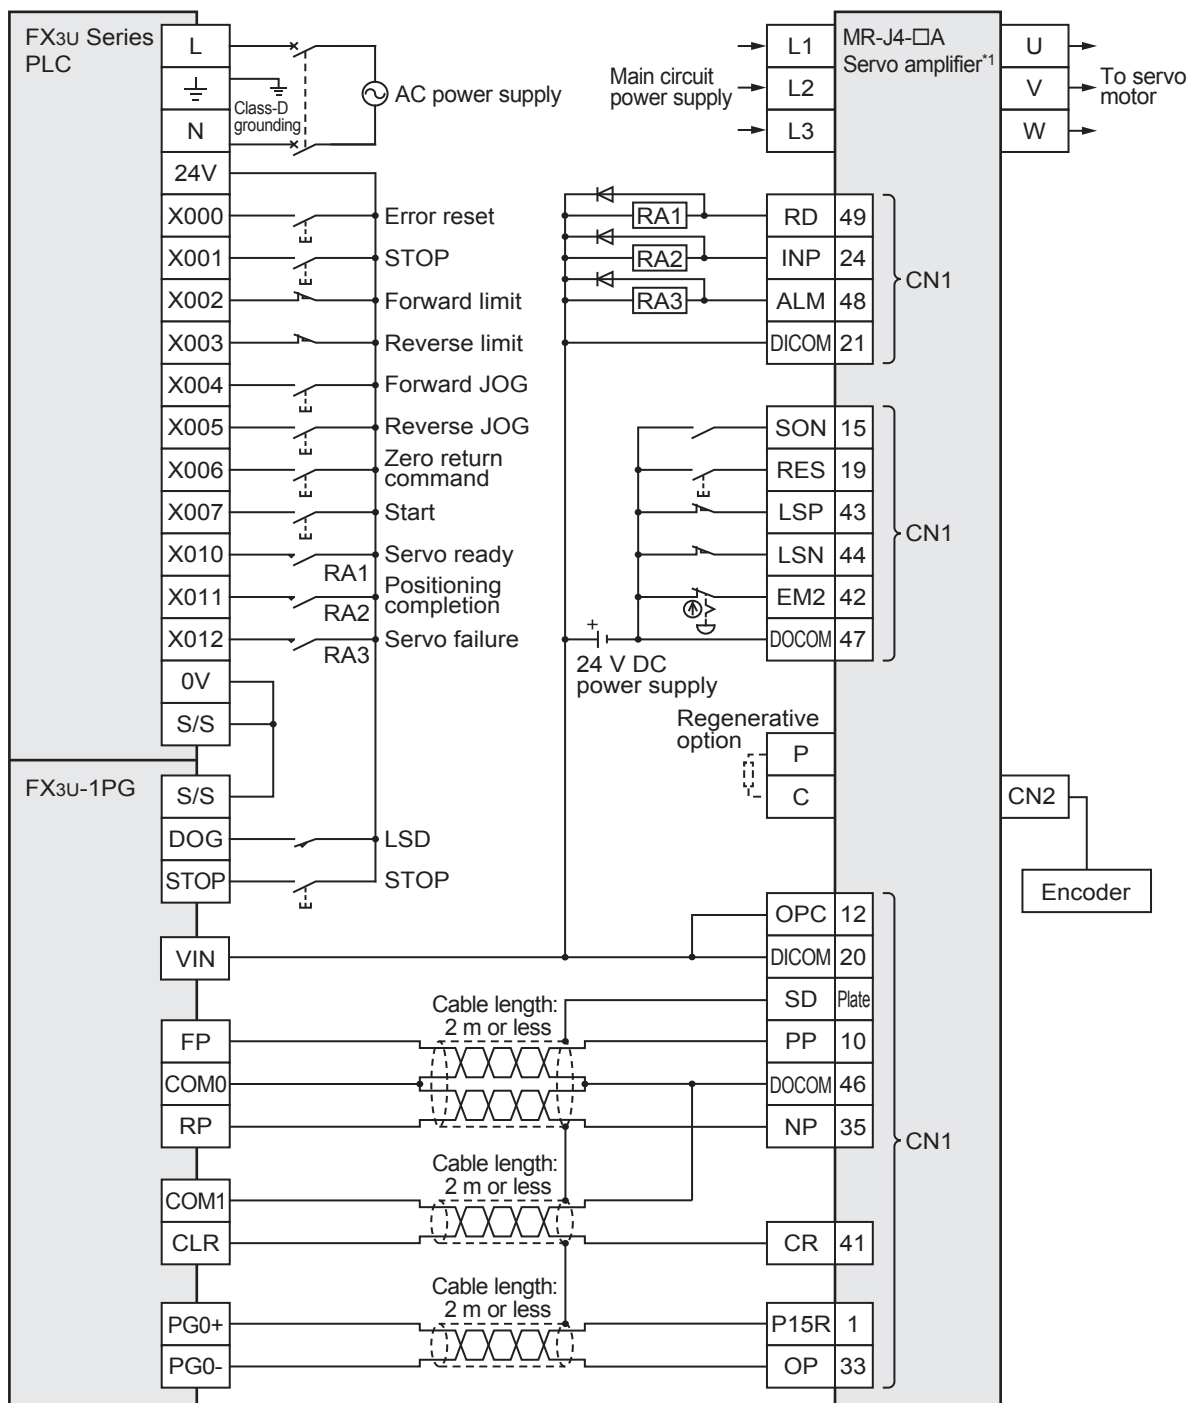 FX3U Series
PLC
L
N
24V
X000
X001
X002
X003
X004
X005
X006
X007
X010
X011
X012
0V
S/S
Class-D
grounding
AC power supply
Error reset
STOP
Forward limit
Reverse limit
Forward JOG
Reverse JOG
Zero return
command
Start
Servo ready
RA1
Positioning
completion
RA2
Servo failure
RA3
FX3U-1PG
S/S
DOG
LSD
STOP
STOP
VIN
FP
COM0
RP
COM1
CLR
PG0+
PG0-
Cable length:
2 m or less
Cable length:
2 m or less
Cable length:
2 m or less
Main circuit
power supply
L1
L2
L3
MR-J4-□A
Servo amplifier*1
U
V
W
To servo
motor
RA1
RD 49
RA2
INP 24
RA3
ALM 48
DICOM 21
CN1
SON 15
RES 19
LSP 43
LSN 44
EM2 42
DOCOM 47
CN1
+
24 V DC
power supply
Regenerative
option
P
C
CN2
Encoder
OPC 12
DICOM 20
SD Plate
PP 10
DOCOM 46
NP 35
CR 41
P15R 1
OP 33
CN1